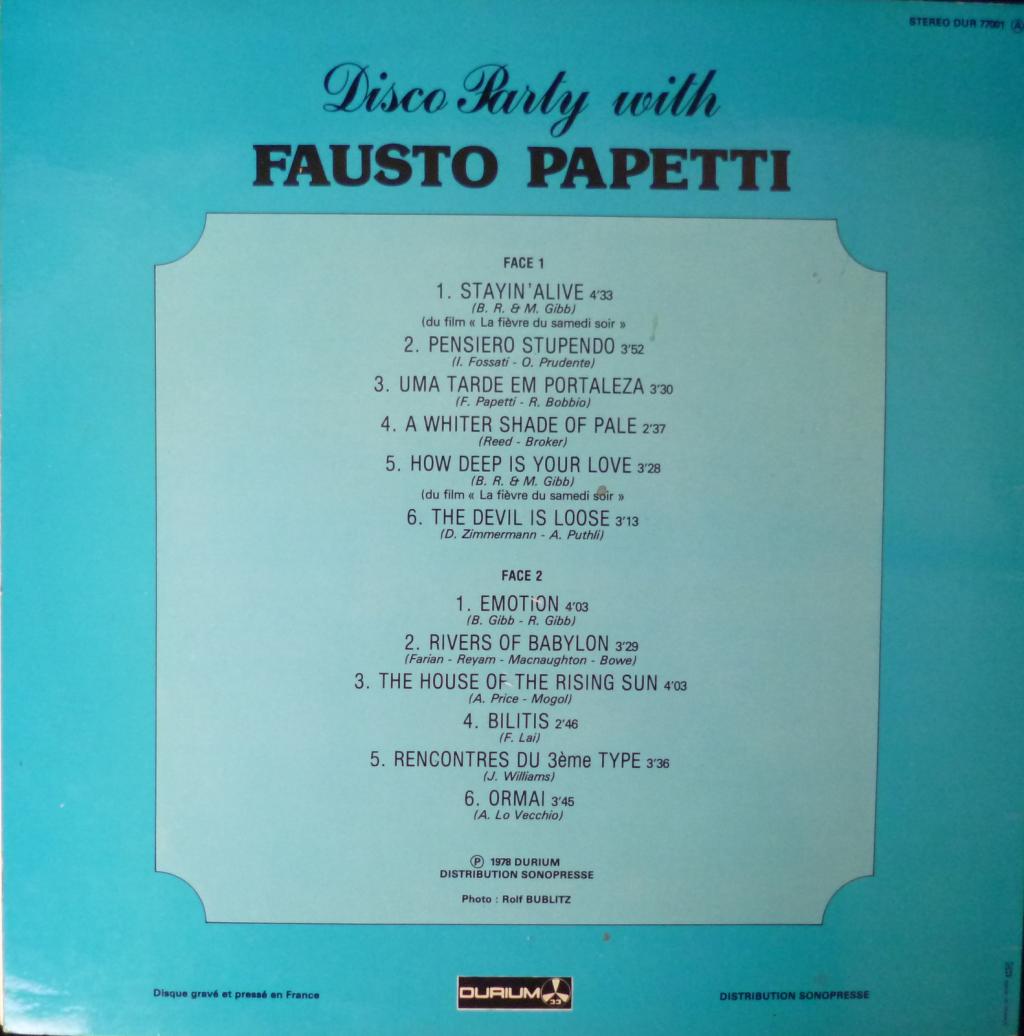 STEREO DUR 77001 Ⓐ
Disco Party with
FAUSTO PAPETTI
FACE 1
1. STAYIN'ALIVE 4'33
(B. R. & M. Gibb)
(du film « La fièvre du samedi soir »
2. PENSIERO STUPENDO 3'52
(I. Fossati - O. Prudente)
3. UMA TARDE EM PORTALEZA 3'30
(F. Papetti - R. Bobbio)
4. A WHITER SHADE OF PALE 2'37
(Reed - Broker)
5. HOW DEEP IS YOUR LOVE 3'28
(B. R. & M. Gibb)
(du film « La fièvre du samedi soir »
6. THE DEVIL IS LOOSE 3'13
(D. Zimmermann - A. Puthli)
FACE 2
1. EMOTION 4'03
(B. Gibb - R. Gibb)
2. RIVERS OF BABYLON 3'29
(Farian - Reyam - Macnaughton - Bowe)
3. THE HOUSE OF THE RISING SUN 4'03
(A. Price - Mogol)
4. BILITIS 2'46
(F. Lai)
5. RENCONTRES DU 3ème TYPE 3'36
(J. Williams)
6. ORMAI 3'45
(A. Lo Vecchio)
Ⓟ 1978 DURIUM
DISTRIBUTION SONOPRESSE
Photo : Rolf BUBLITZ
Disque gravé et pressé en France
DURIUM 33
DISTRIBUTION SONOPRESSE